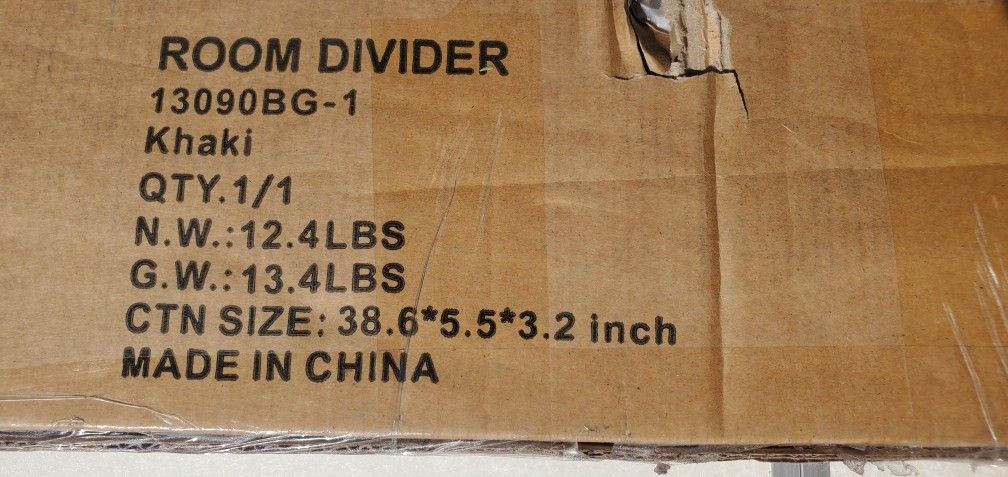 ROOM DIVIDER
13090BG-1
Khaki
QTY.1/1
N.W.:12.4LBS
G.W.:13.4LBS
CTN SIZE: 38.6*5.5*3.2 inch
MADE IN CHINA